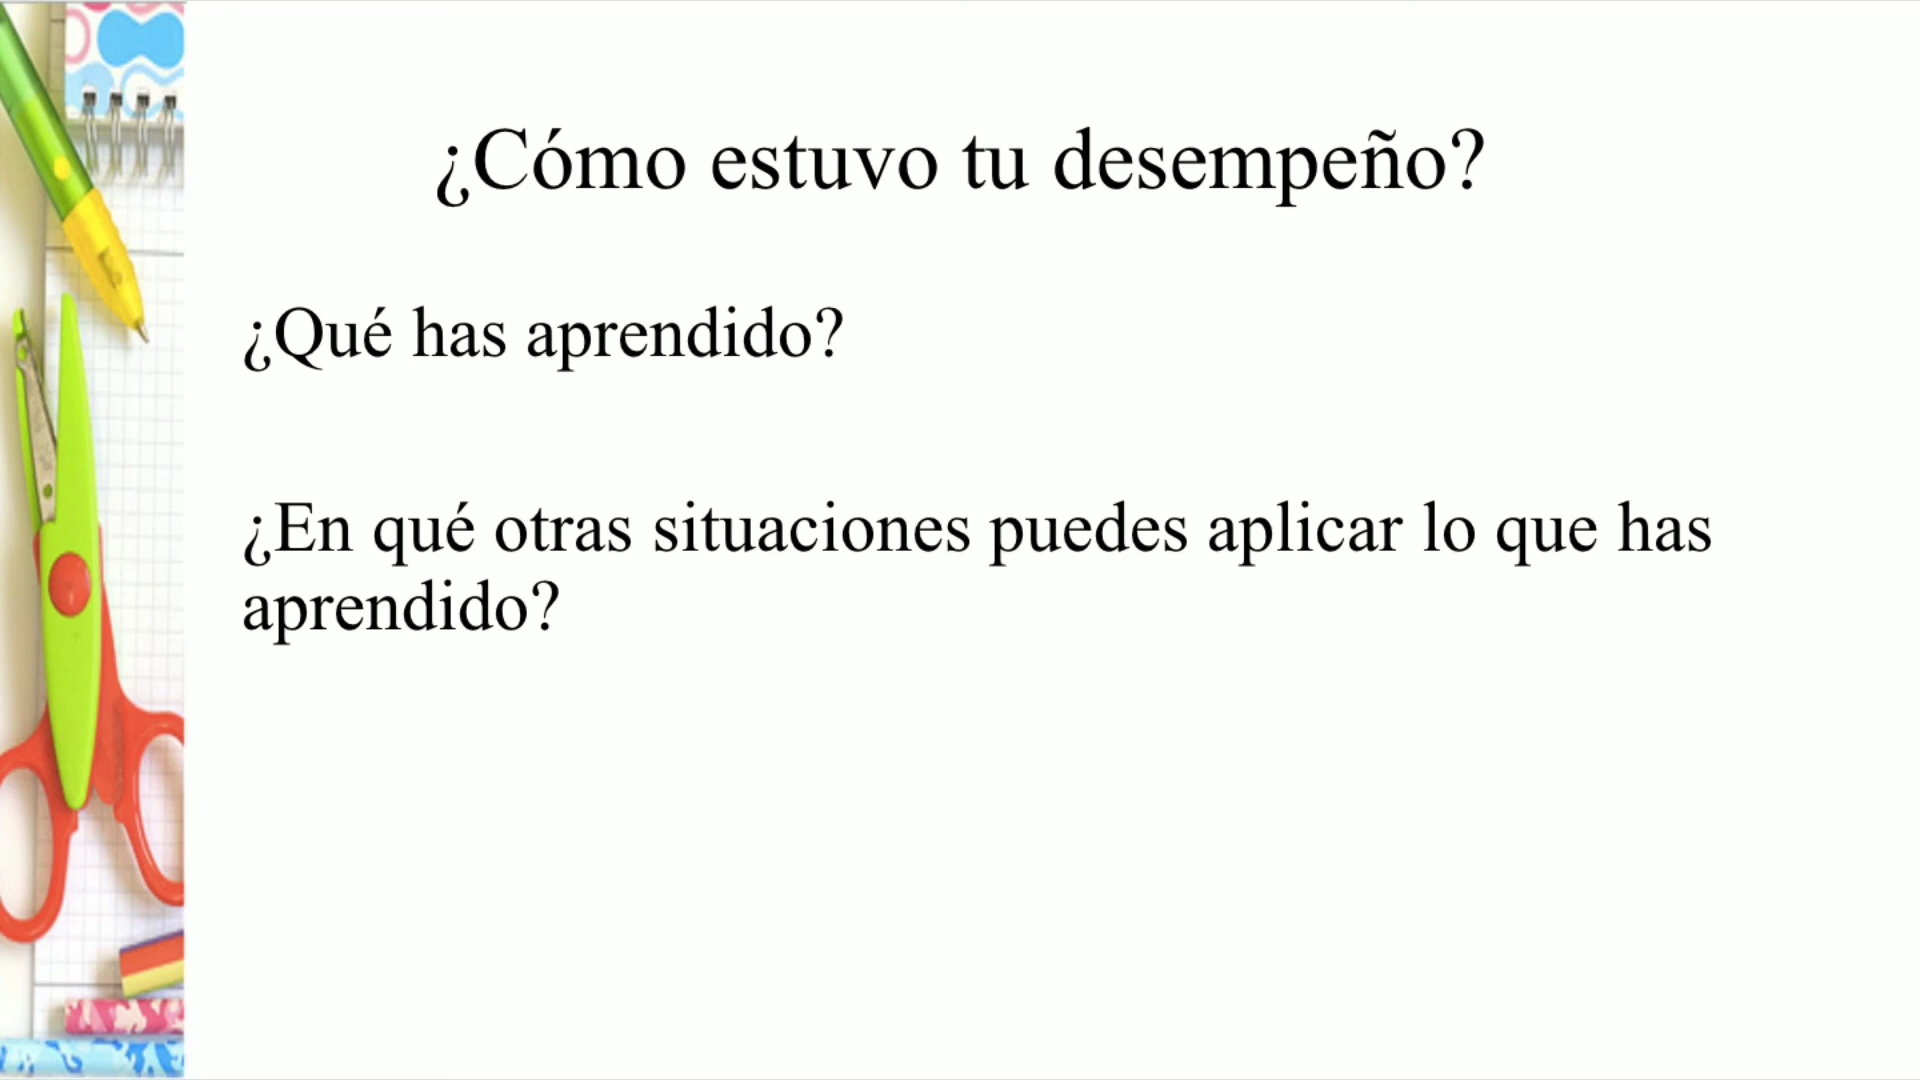 ¿Cómo estuvo tu desempeño?
¿Qué has aprendido?
¿En qué otras situaciones puedes aplicar lo que has
aprendido?